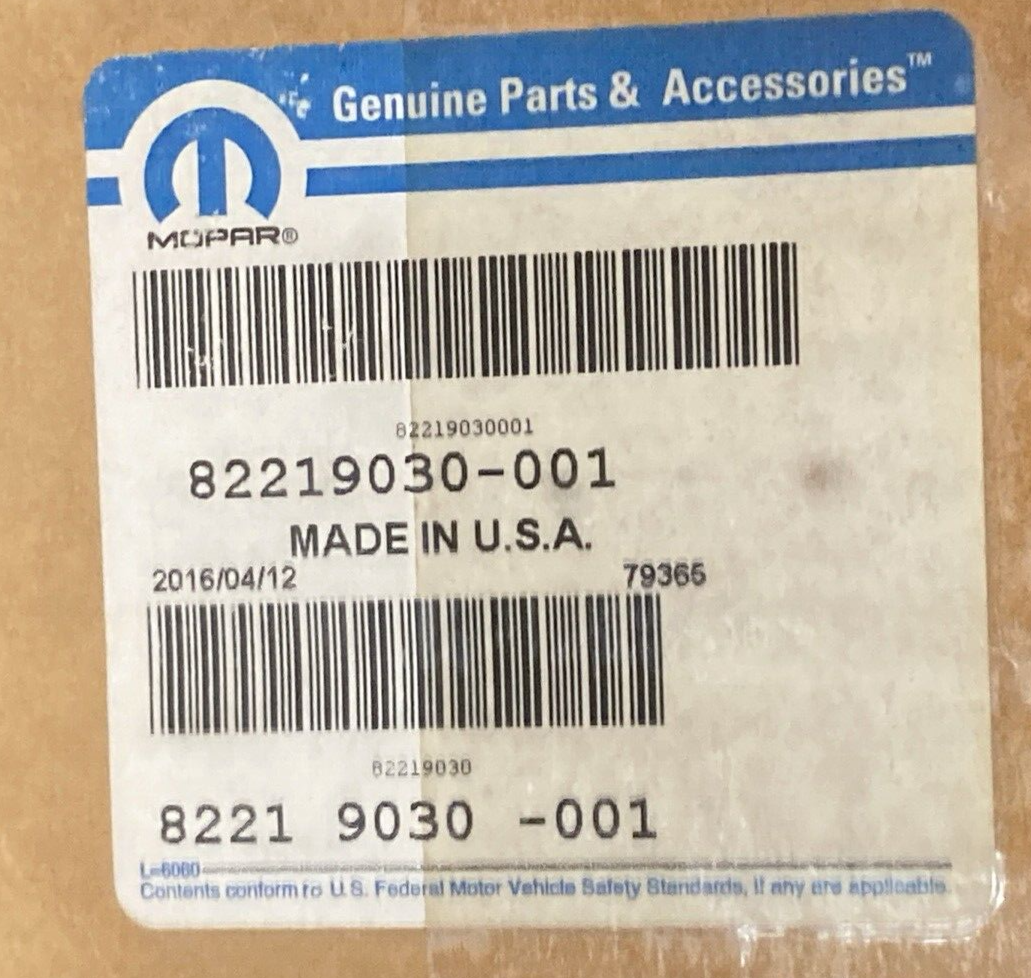 Genuine Parts & Accessories™
MOPAR®
82219030001
82219030-001
MADE IN U.S.A.
2016/04/12 79365
82219030
8221 9030 -001
L-6060
Contents conform to U.S. Federal Motor Vehicle Safety Standards, if any are applicable.